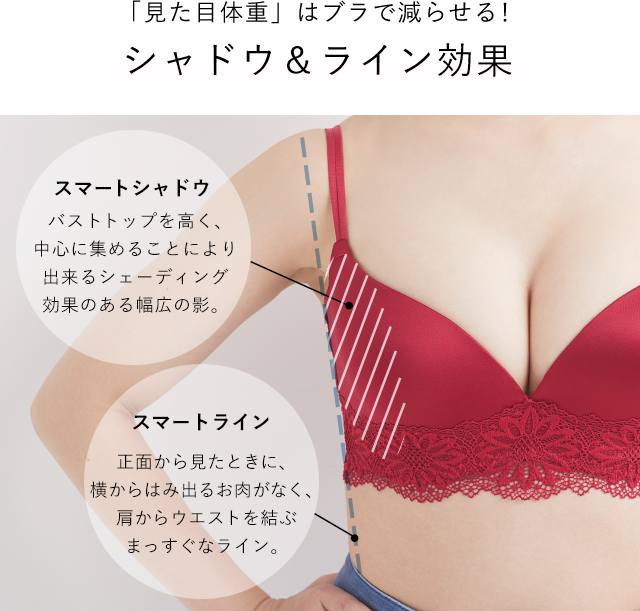 「見た目体重」はブラで減らせる！
シャドウ＆ライン効果
スマートシャドウ
バストトップを高く、
中心に集めることにより
出来るシェーディング
効果のある幅広の影。
スマートライン
正面から見たときに、
横からはみ出るお肉がなく、
肩からウエストを結ぶ
まっすぐなライン。